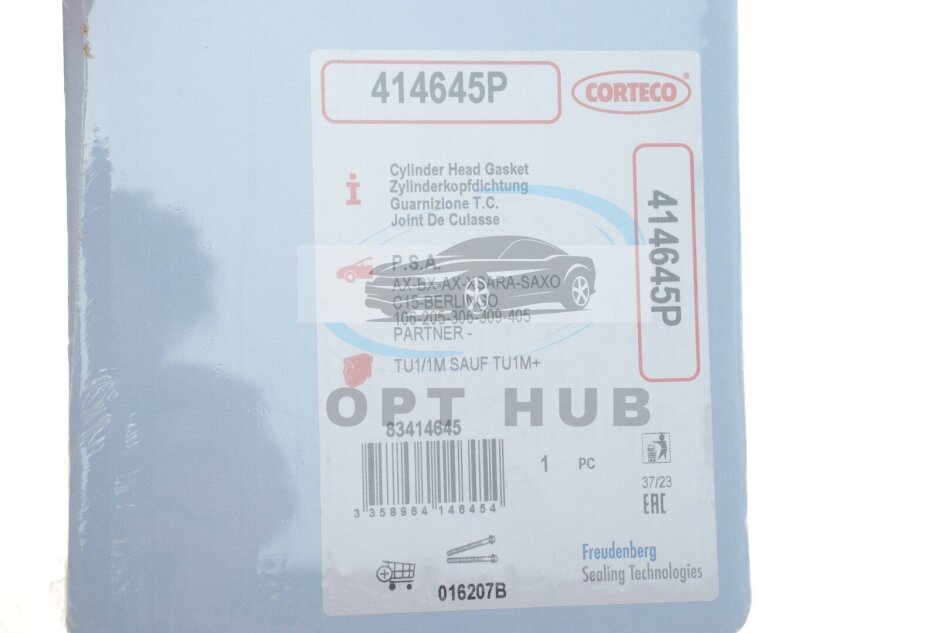 414645P
CORTECO®
Cylinder Head Gasket
Zylinderkopfdichtung
Guarnizione T.C.
Joint De Culasse
414645P
P.S.A.
AX-BX-AX-XSARA-SAXO
C15-BERLINGO
106-205-306-309-405
PARTNER -
TU1/1M SAUF TU1M+
OPT HUB
83414645
1 PC
3 358964 146454
37/23
EAC
Freudenberg
Sealing Technologies
016207B